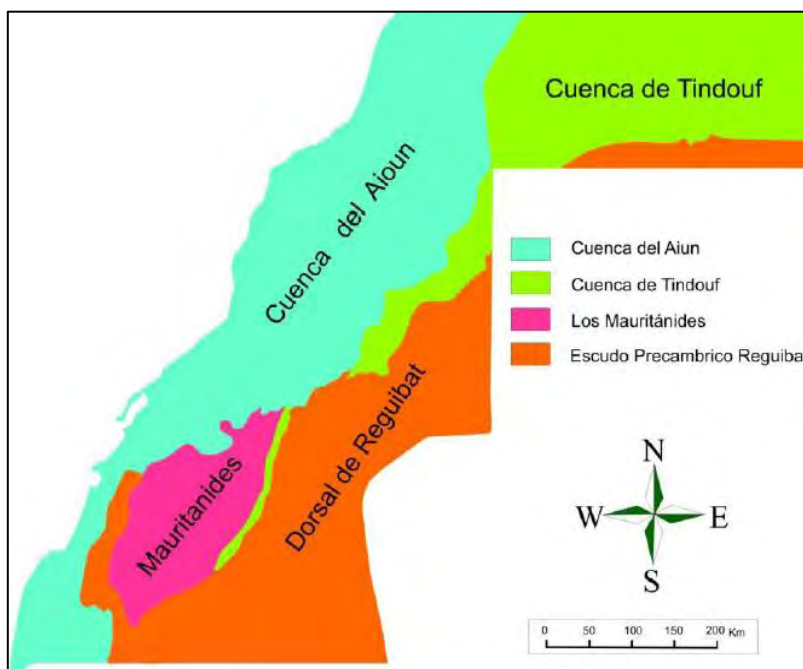 Cuenca de Tindouf
Cuenca del Aioun
Cuenca del Aiun
Cuenca de Tindouf
Los Mauritánides
Escudo Precambrico Reguibat
Mauritanides
Dorsal de Reguibat
N
W E
S
0 50 100 150 200 Km